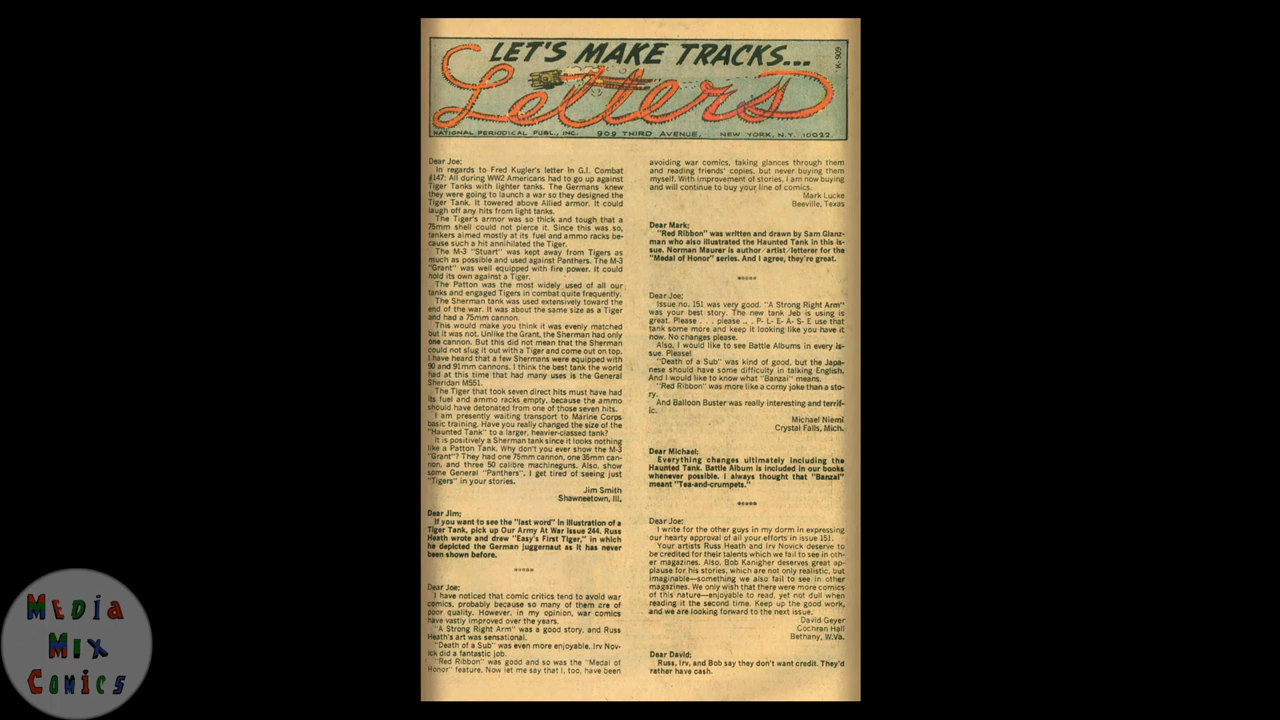 LET'S MAKE TRACKS...
Letters
K-909
NATIONAL PERIODICAL PUBL., INC. 909 THIRD AVENUE, NEW YORK, N.Y. 10022.
Dear Joe;
In regards to Fred Kugler's letter in G.I. Combat
#147: All during WW2 Americans had to go up against
Tiger Tanks with lighter tanks. The Germans knew
they were going to launch a war so they designed the
Tiger Tank. It towered above Allied armor. It could
laugh off any hits from light tanks.
The Tiger's armor was so thick and tough that a
75mm shell could not pierce it. Since this was so,
tankers aimed mostly at its fuel and ammo racks be-
cause such a hit annihilated the Tiger.
The M-3 "Stuart" was kept away from Tigers as
much as possible and used against Panthers. The M-3
"Grant" was well equipped with fire power. It could
hold its own against a Tiger.
The Patton was the most widely used of all our
tanks and engaged Tigers in combat quite frequently.
The Sherman tank was used extensively toward the
end of the war. It was about the same size as a Tiger
and had a 75mm cannon.
This would make you think it was evenly matched
but it was not. Unlike the Grant, the Sherman had only
one cannon. But this did not mean that the Sherman
could not slug it out with a Tiger and come out on top.
I have heard that a few Shermans were equipped with
90 and 91mm cannons. I think the best tank the world
had at this time that had many uses is the General
Sheridan M551.
The Tiger that took seven direct hits must have had
its fuel and ammo racks empty, because the ammo
should have detonated from one of those seven hits.
I am presently waiting transport to Marine Corps
basic training. Have you really changed the size of the
"Haunted Tank" to a larger, heavier-classed tank?
It is positively a Sherman tank since it looks nothing
like a Patton Tank. Why don't you ever show the M-3
"Grant"? They had one 75mm cannon, one 35mm can-
non, and three 50 calibre machineguns. Also, show
some General "Panthers". I get tired of seeing just
"Tigers" in your stories.
Jim Smith
Shawneetown, Ill.
Dear Jim;
If you want to see the "last word" in illustration of a
Tiger Tank, pick up Our Army At War issue 244. Russ
Heath wrote and drew "Easy's First Tiger," in which
he depicted the German juggernaut as it has never
been shown before.
*****
Dear Joe:
I have noticed that comic critics tend to avoid war
comics, probably because so many of them are of
poor quality. However, in my opinion, war comics
have vastly improved over the years.
"A Strong Right Arm" was a good story, and Russ
Heath's art was sensational.
"Death of a Sub" was even more enjoyable. Irv Nov-
ick did a fantastic job.
"Red Ribbon" was good and so was the "Medal of
Honor" feature. Now let me say that I, too, have been
avoiding war comics, taking glances through them
and reading friends' copies, but never buying them
myself. With improvement of stories, I am now buying
and will continue to buy your line of comics.
Mark Lucke
Beeville, Texas
Dear Mark;
"Red Ribbon" was written and drawn by Sam Glanz-
man who also illustrated the Haunted Tank in this is-
sue. Norman Maurer is author/artist/letterer for the
"Medal of Honor" series. And I agree, they're great.
*****
Dear Joe:
Issue no. 151 was very good. "A Strong Right Arm"
was your best story. The new tank Jeb is using is
great. Please . . . please . . . P- L- E- A- S- E use that
tank some more and keep it looking like you have it
now. No changes please.
Also, I would like to see Battle Albums in every is-
sue. Please!
"Death of a Sub" was kind of good, but the Japa-
nese should have some difficulty in talking English.
And I would like to know what "Banzai" means.
"Red Ribbon" was more like a corny joke than a sto-
ry.
And Balloon Buster was really interesting and terrif-
ic.
Michael Niemi
Crystal Falls, Mich.
Dear Michael;
Everything changes ultimately including the
Haunted Tank. Battle Album is included in our books
whenever possible. I always thought that "Banzai"
meant "Tea-and-crumpets."
*****
Dear Joe:
I write for the other guys in my dorm in expressing
our hearty approval of all your efforts in issue 151.
Your artists Russ Heath and Irv Novick deserve to
be credited for their talents which we fail to see in oth-
er magazines. Also, Bob Kanigher deserves great ap-
plause for his stories, which are not only realistic, but
imaginable—something we also fail to see in other
magazines. We only wish that there were more comics
of this nature—enjoyable to read, yet not dull when
reading it the second time. Keep up the good work,
and we are looking forward to the next issue.
David Geyer
Cochran Hall
Bethany, W.Va.
Dear David;
Russ, Irv, and Bob say they don't want credit. They'd
rather have cash.
MEDIA
MIX
COMICS